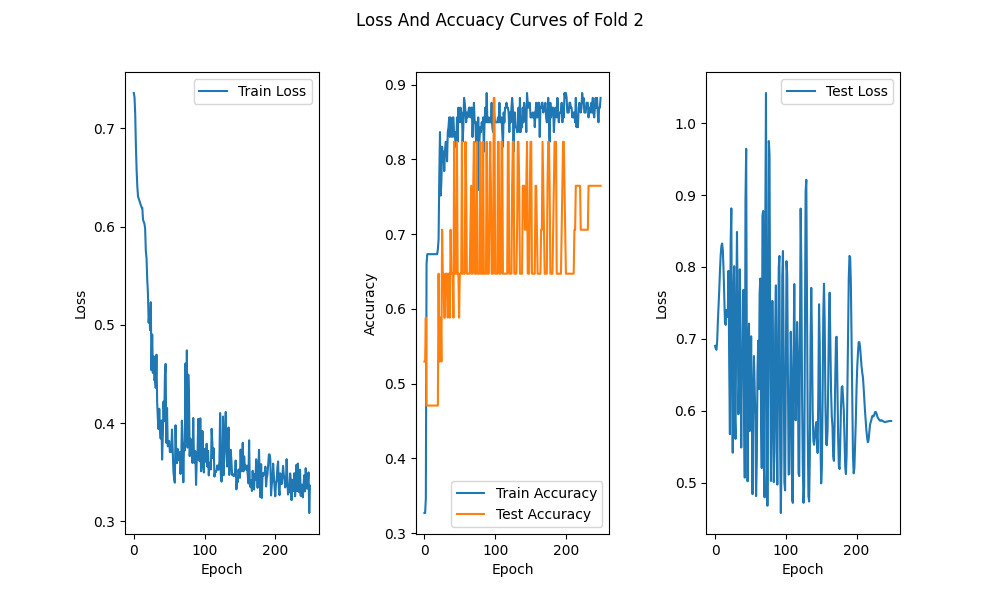 Loss And Accuacy Curves of Fold 2
Train Loss
0.7
0.6
0.5
0.4
0.3
Loss
0 100 200
Epoch
0.9
0.8
0.7
0.6
0.5
0.4
0.3
Accuracy
Train Accuracy
Test Accuracy
0 100 200
Epoch
Test Loss
1.0
0.9
0.8
0.7
0.6
0.5
Loss
0 100 200
Epoch